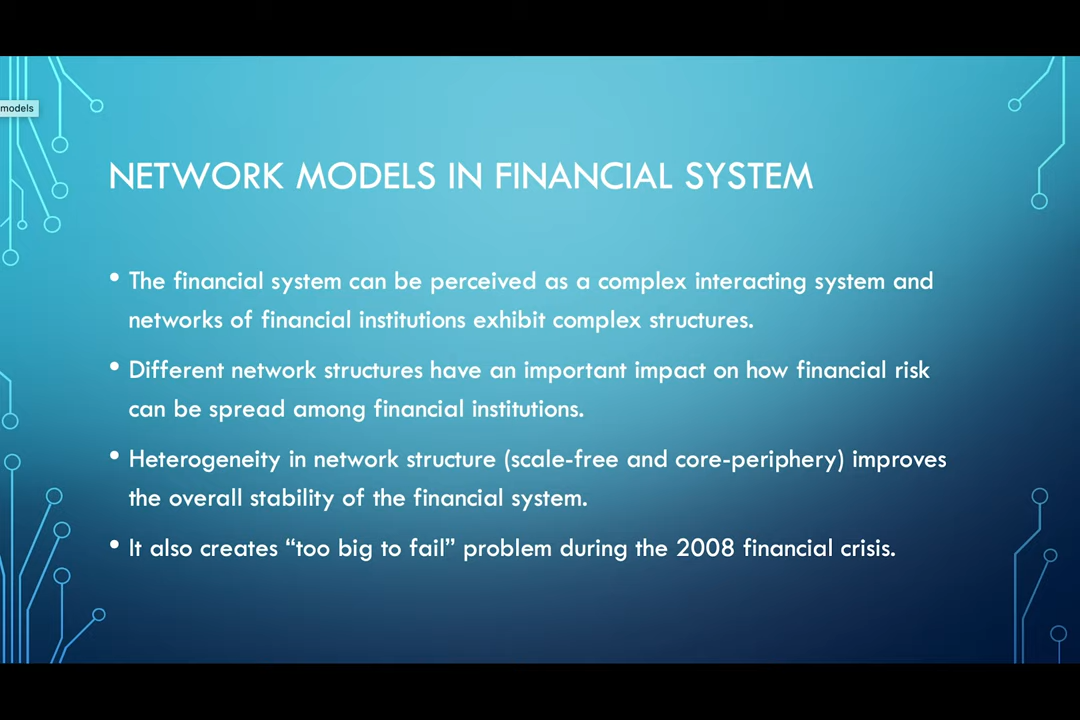 models
NETWORK MODELS IN FINANCIAL SYSTEM
• The financial system can be perceived as a complex interacting system and
networks of financial institutions exhibit complex structures.
• Different network structures have an important impact on how financial risk
can be spread among financial institutions.
• Heterogeneity in network structure (scale-free and core-periphery) improves
the overall stability of the financial system.
• It also creates “too big to fail” problem during the 2008 financial crisis.